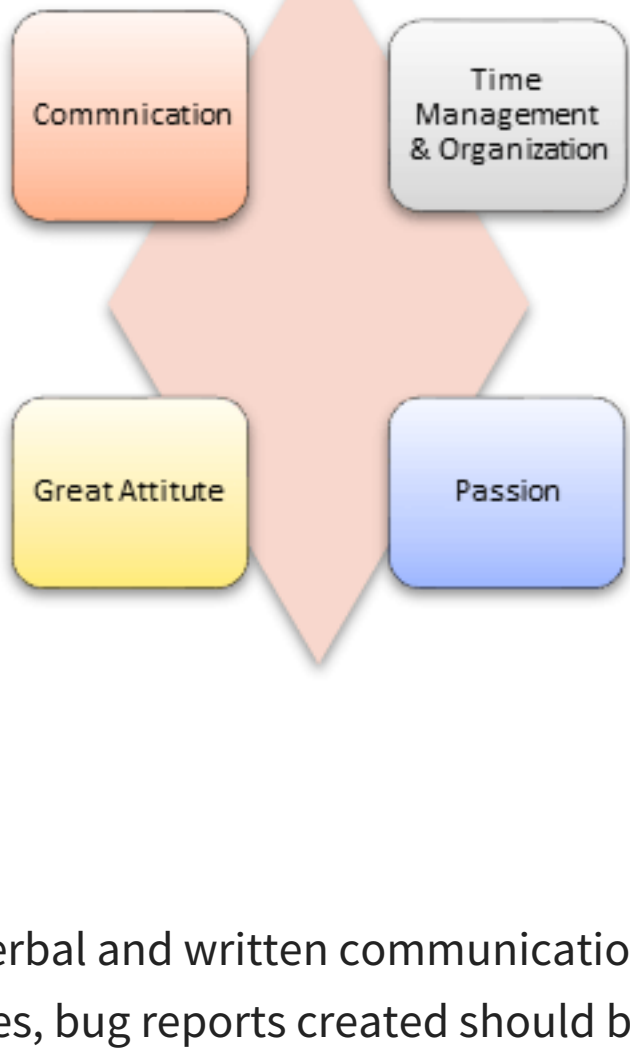 Commnication
Time
Management
& Organization
Great Attitute
Passion
erbal and written communicatio
es, bug reports created should b